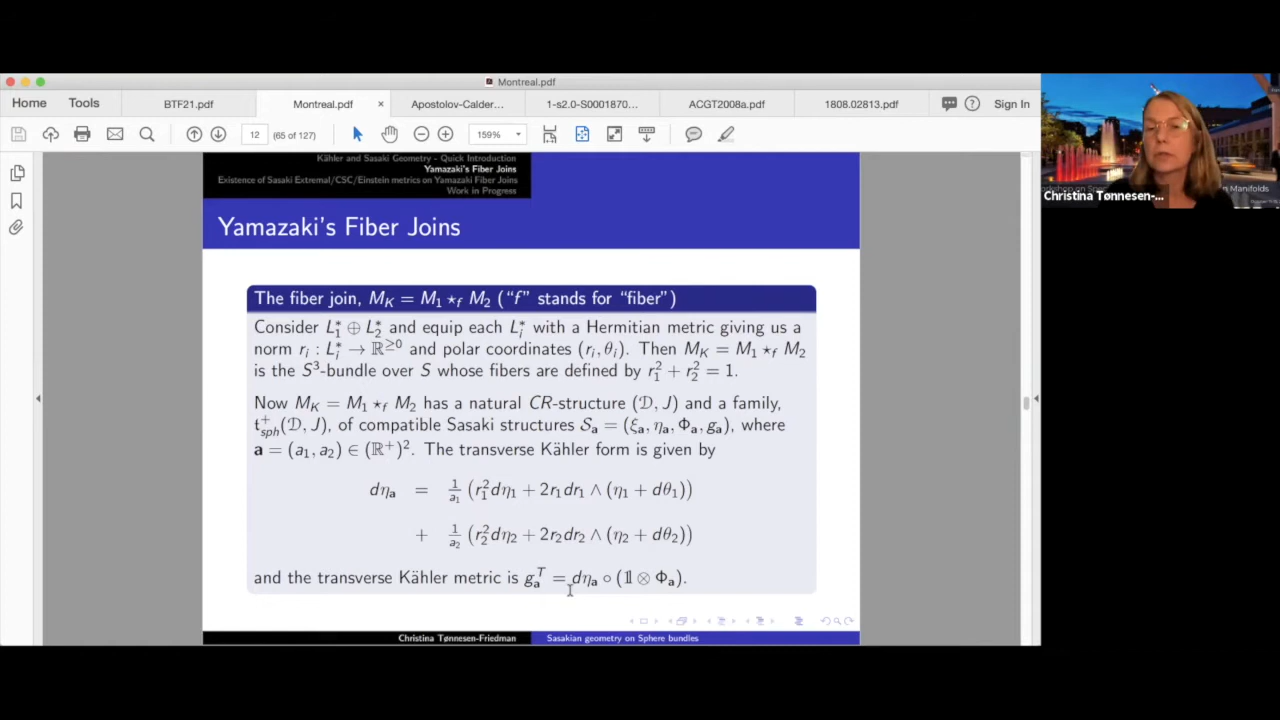 Montreal.pdf
Home Tools BTF21.pdf Montreal.pdf × Apostolov-Calder... 1-s2.0-S0001870... ACGT2008a.pdf 1808.02813.pdf ? Sign In
12 (65 of 127) 159%
Kähler and Sasaki Geometry - Quick Introduction
Yamazaki's Fiber Joins
Existence of Sasaki Extremal/CSC/Einstein metrics on Yamazaki Fiber Joins
Work in Progress
Yamazaki's Fiber Joins
The fiber join, M_K = M_1 ⋆_f M_2 ("f" stands for "fiber")
Consider L_1^* ⊕ L_2^* and equip each L_i^* with a Hermitian metric giving us a
norm r_i : L_i^* → ℝ^{≥0} and polar coordinates (r_i, θ_i). Then M_K = M_1 ⋆_f M_2
is the S^3-bundle over S whose fibers are defined by r_1^2 + r_2^2 = 1.
Now M_K = M_1 ⋆_f M_2 has a natural CR-structure (𝒟, J) and a family,
𝔱^+_{sph}(𝒟, J), of compatible Sasaki structures 𝒮_𝐚 = (ξ_𝐚, η_𝐚, Φ_𝐚, g_𝐚), where
𝐚 = (a_1, a_2) ∈ (ℝ^+)^2. The transverse Kähler form is given by
dη_𝐚 = 1/a_1 (r_1^2 dη_1 + 2r_1 dr_1 ∧ (η_1 + dθ_1))
+ 1/a_2 (r_2^2 dη_2 + 2r_2 dr_2 ∧ (η_2 + dθ_2))
and the transverse Kähler metric is g_𝐚^T = dη_𝐚 ∘ (𝟙 ⊗ Φ_𝐚).
Christina Tønnesen-Friedman Sasakian geometry on Sphere bundles
orkshop on Spe n Manifolds
Christina Tønnesen-...